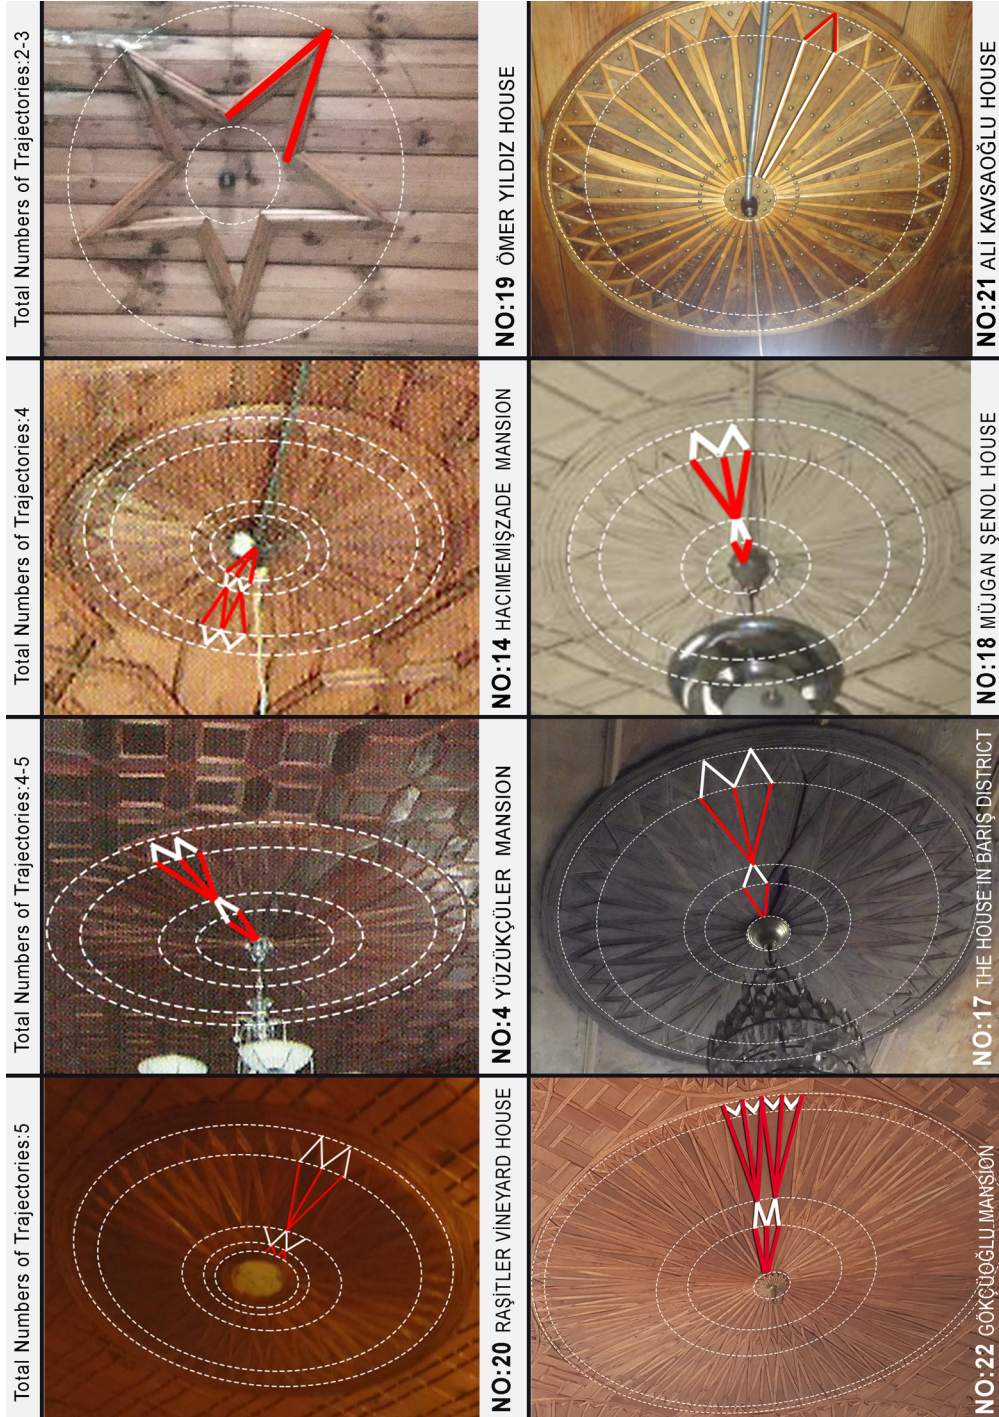 Total Numbers of Trajectories:5
Total Numbers of Trajectories:4-5
Total Numbers of Trajectories:4
Total Numbers of Trajectories:2-3
NO:20 RAŞİTLER VİNEYARD HOUSE
NO:4 YÜZÜKÇÜLER MANSION
NO:14 HACIMEMİŞZADE MANSION
NO:19 ÖMER YILDIZ HOUSE
NO:22 GÖKÇÜOĞLU MANSION
NO:17 THE HOUSE IN BARIŞ DISTRICT
NO:18 MÜJGAN ŞENOL HOUSE
NO:21 ALİ KAVSAOĞLU HOUSE